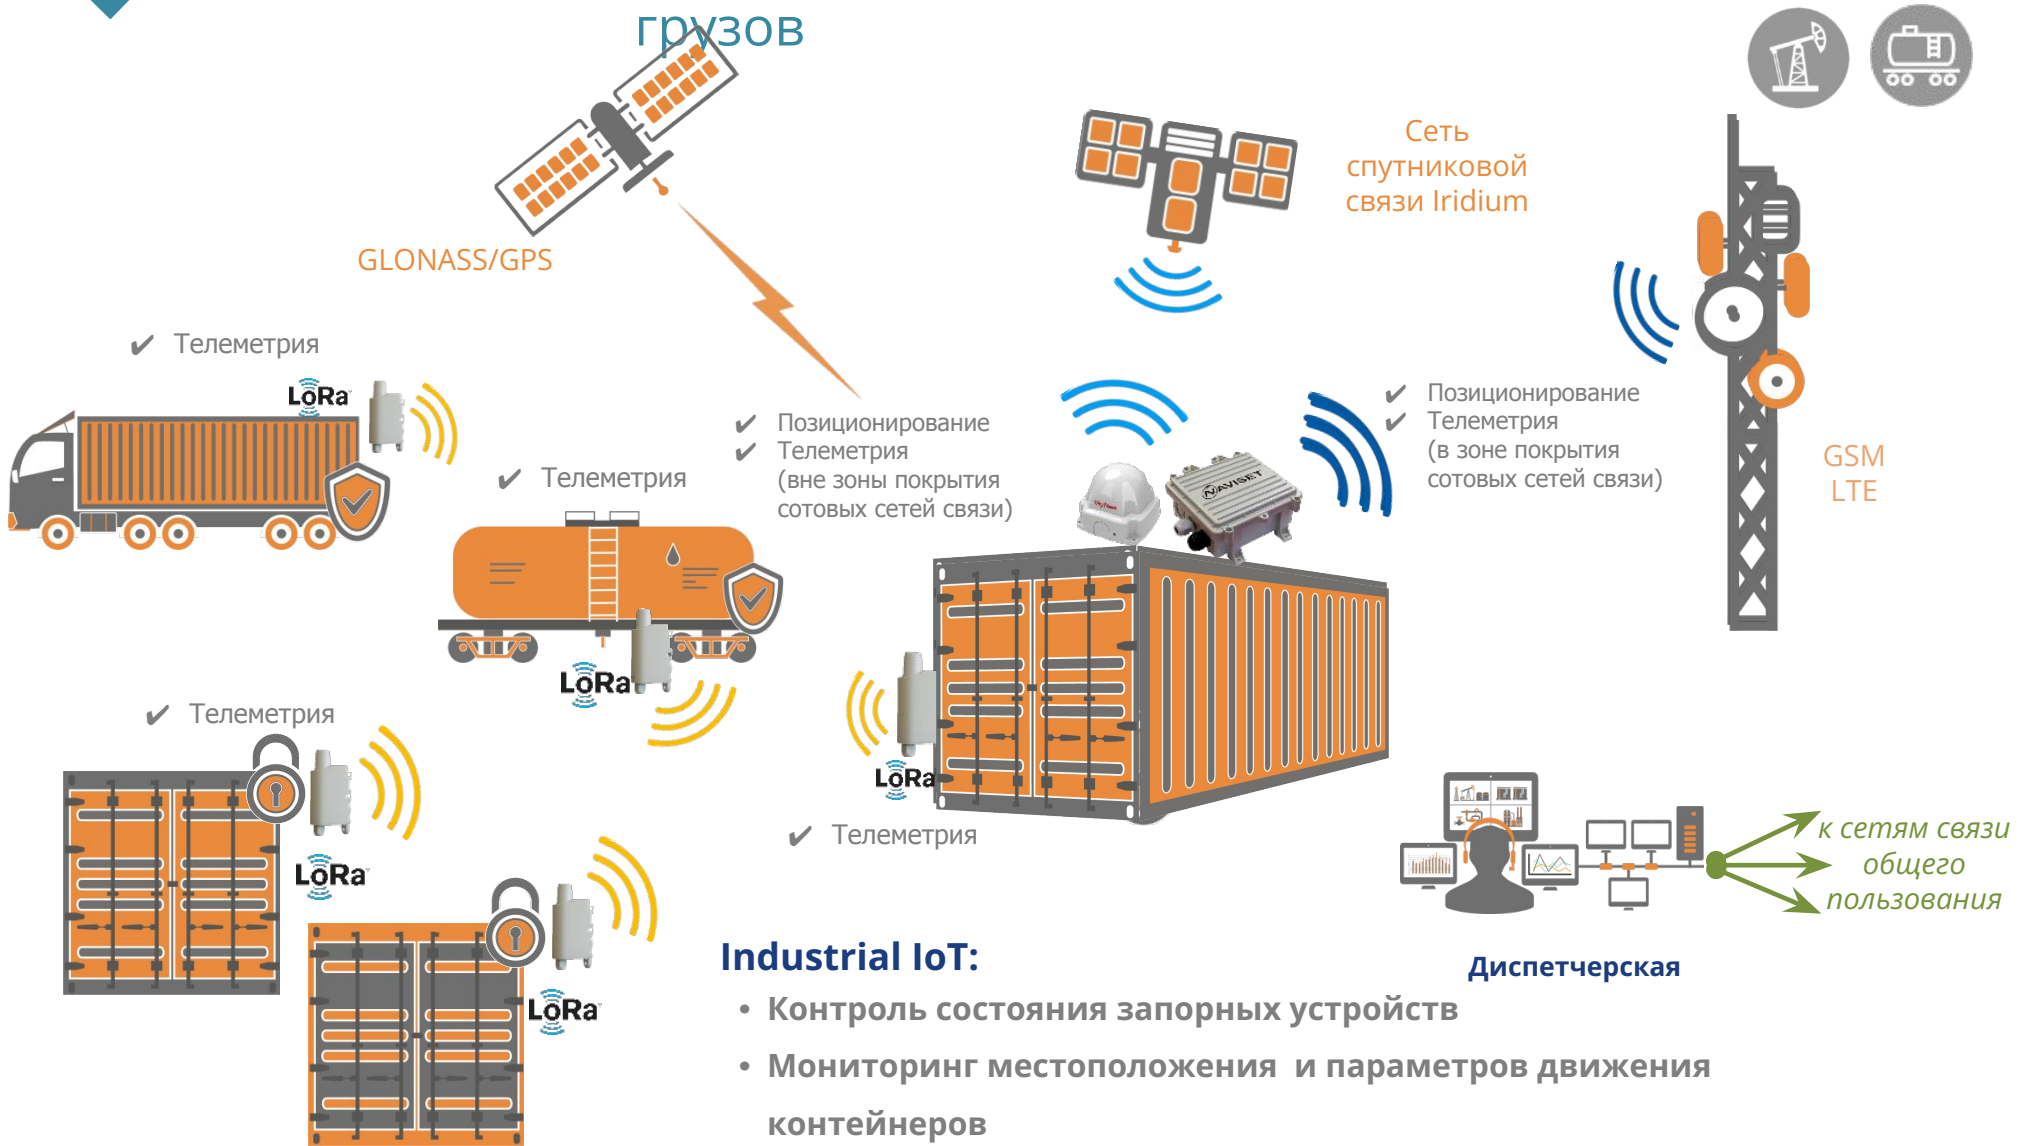 грузов
Сеть
спутниковой
связи Iridium
GLONASS/GPS
✔ Телеметрия
LoRa
✔ Позиционирование
✔ Телеметрия
(вне зоны покрытия
сотовых сетей связи)
✔ Позиционирование
✔ Телеметрия
(в зоне покрытия
сотовых сетей связи)
GSM
LTE
✔ Телеметрия
NAVISET
LoRa
✔ Телеметрия
LoRa
✔ Телеметрия
LoRa
LoRa
к сетям связи
общего
пользования
Диспетчерская
Industrial IoT:
• Контроль состояния запорных устройств
• Мониторинг местоположения и параметров движения
контейнеров